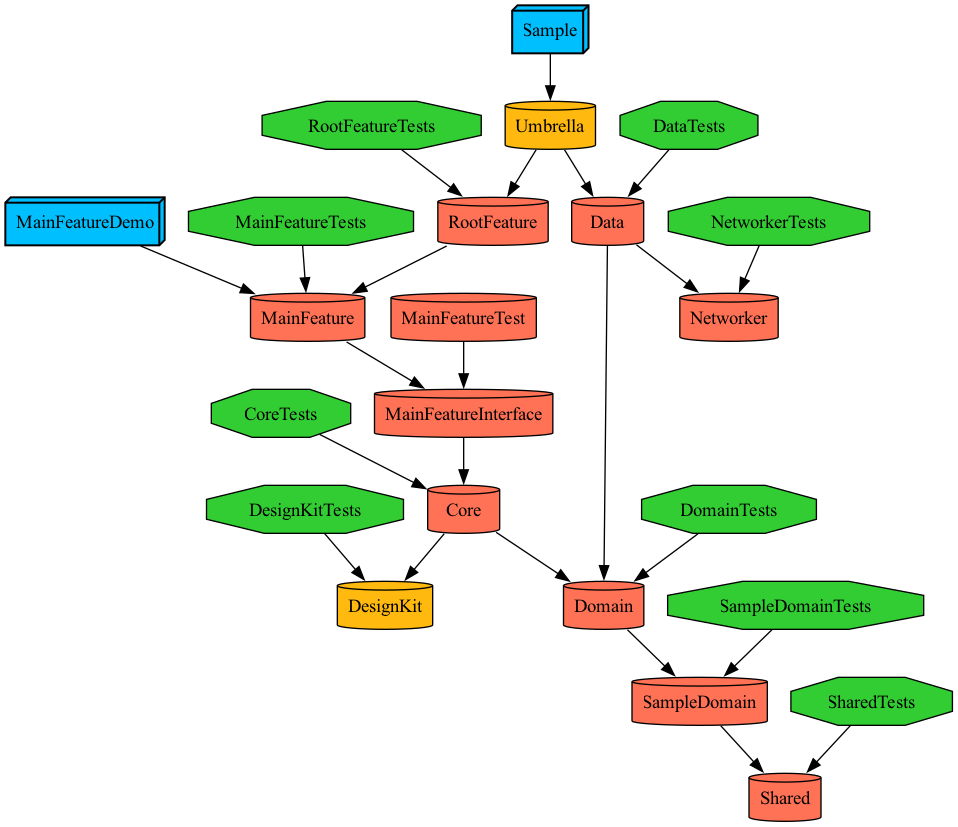 Sample
RootFeatureTests
Umbrella
DataTests
MainFeatureDemo
MainFeatureTests
RootFeature
Data
NetworkerTests
MainFeature
MainFeatureTest
Networker
CoreTests
MainFeatureInterface
DesignKitTests
Core
DomainTests
DesignKit
Domain
SampleDomainTests
SampleDomain
SharedTests
Shared